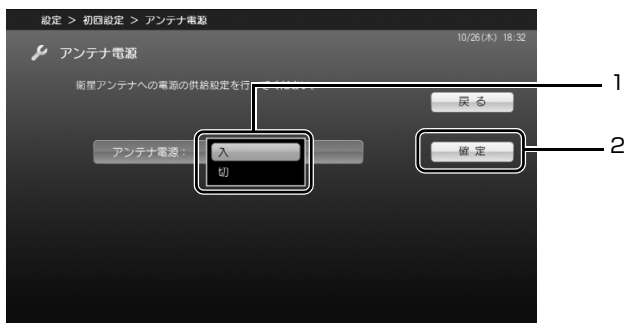 設定 > 初回設定 > アンテナ電源
10/26(木) 18:32
アンテナ電源
衛星アンテナへの電源の供給設定を行
戻る
1
アンテナ電源：
入
切
確定
2